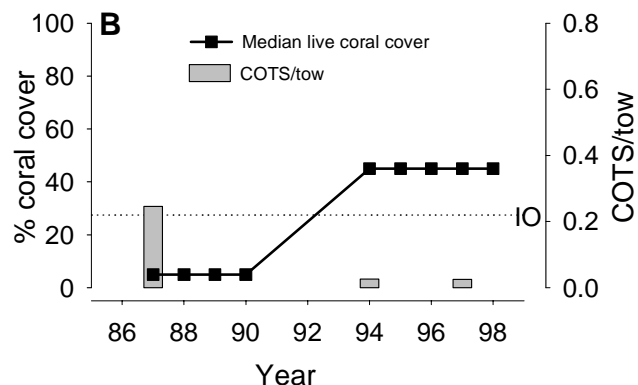 B
Median live coral cover
COTS/tow
100
80
60
40
20
0
% coral cover
0.8
0.6
0.4
0.2
0.0
COTS/tow
IO
86 88 90 92 94 96 98
Year